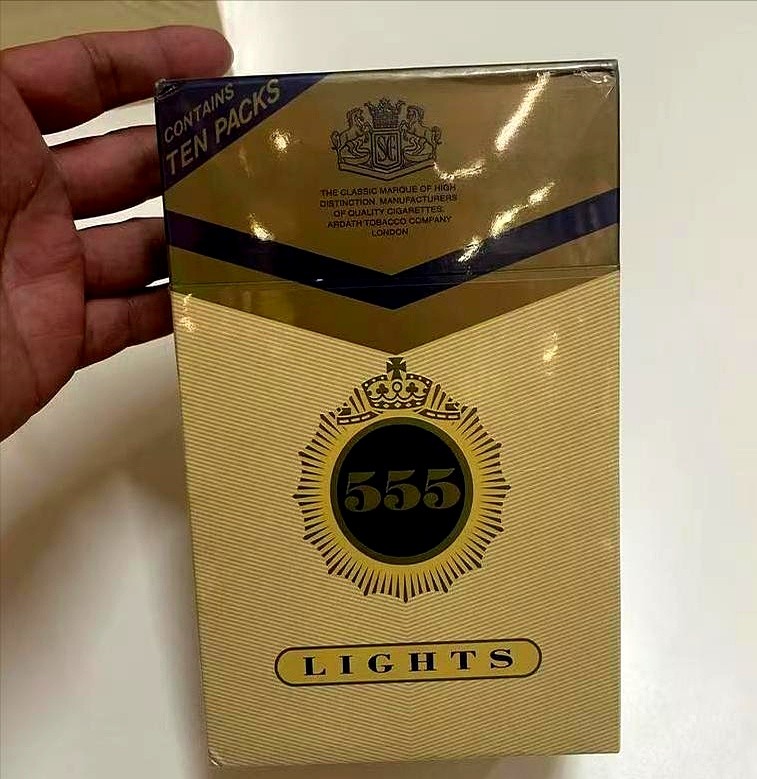 CONTAINS
TEN PACKS
THE CLASSIC MARQUE OF HIGH
DISTINCTION. MANUFACTURERS
OF QUALITY CIGARETTES.
ARDATH TOBACCO COMPANY
LONDON
555
LIGHTS